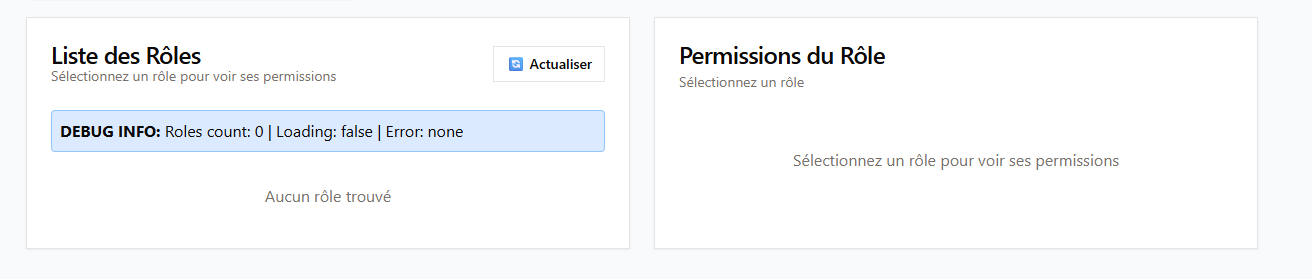 Liste des Rôles
Sélectionnez un rôle pour voir ses permissions
Actualiser
DEBUG INFO: Roles count: 0 | Loading: false | Error: none
Aucun rôle trouvé
Permissions du Rôle
Sélectionnez un rôle
Sélectionnez un rôle pour voir ses permissions